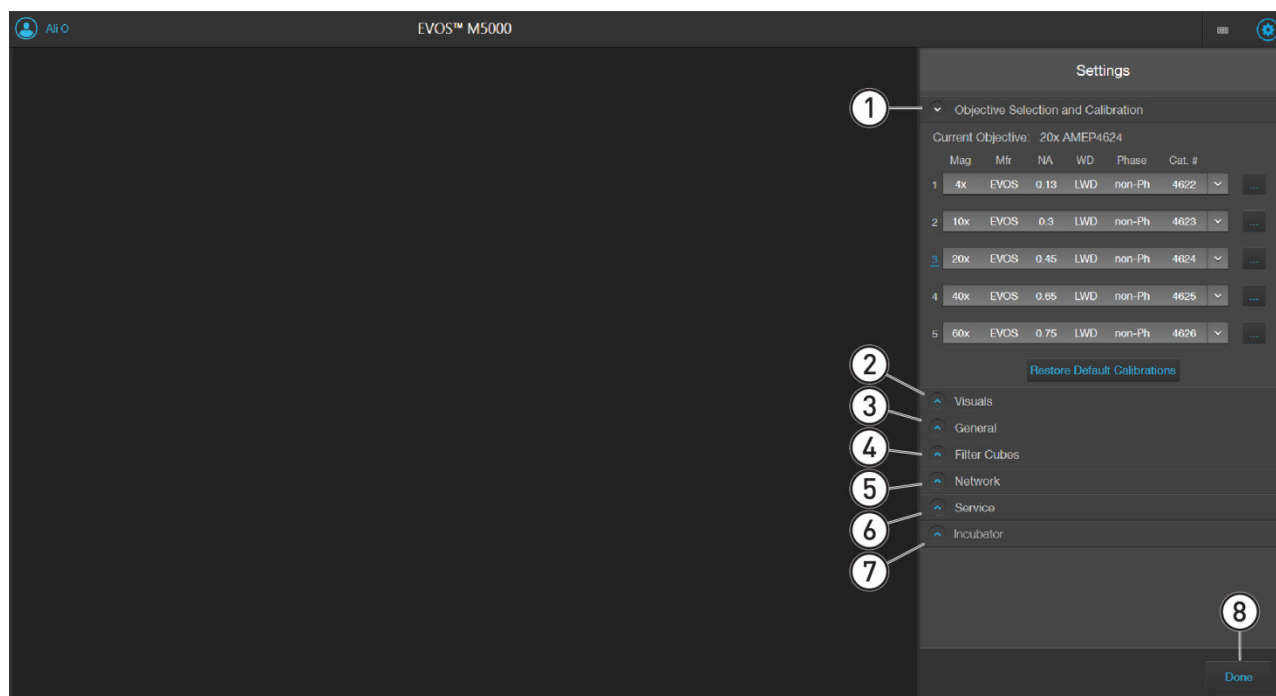 Ali O
EVOS™ M5000
Settings
1
Objective Selection and Calibration
Current Objective: 20x AMEP4624
Mag Mfr NA WD Phase Cat. #
1 4x EVOS 0.13 LWD non-Ph 4622 ...
2 10x EVOS 0.3 LWD non-Ph 4623 ...
3 20x EVOS 0.45 LWD non-Ph 4624 ...
4 40x EVOS 0.65 LWD non-Ph 4625 ...
5 60x EVOS 0.75 LWD non-Ph 4626 ...
Restore Default Calibrations
2
Visuals
3
General
4
Filter Cubes
5
Network
6
Service
7
Incubator
8
Done